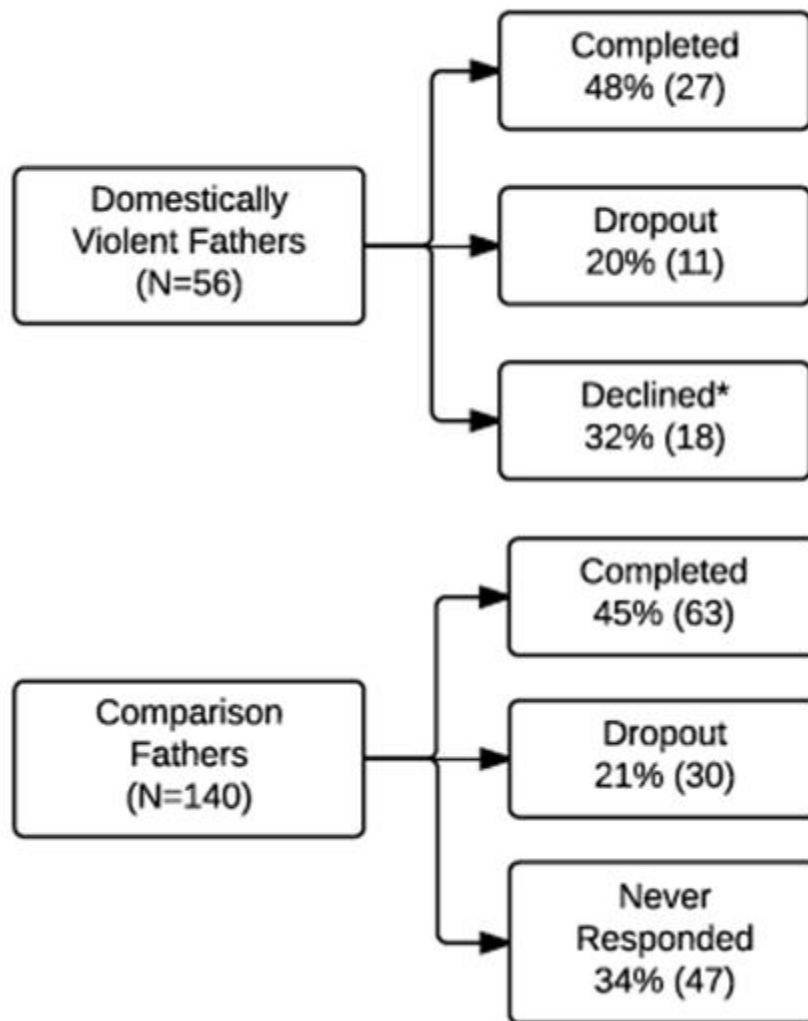 Domestically
Violent Fathers
(N=56)
Completed
48% (27)
Dropout
20% (11)
Declined*
32% (18)
Comparison
Fathers
(N=140)
Completed
45% (63)
Dropout
21% (30)
Never
Responded
34% (47)